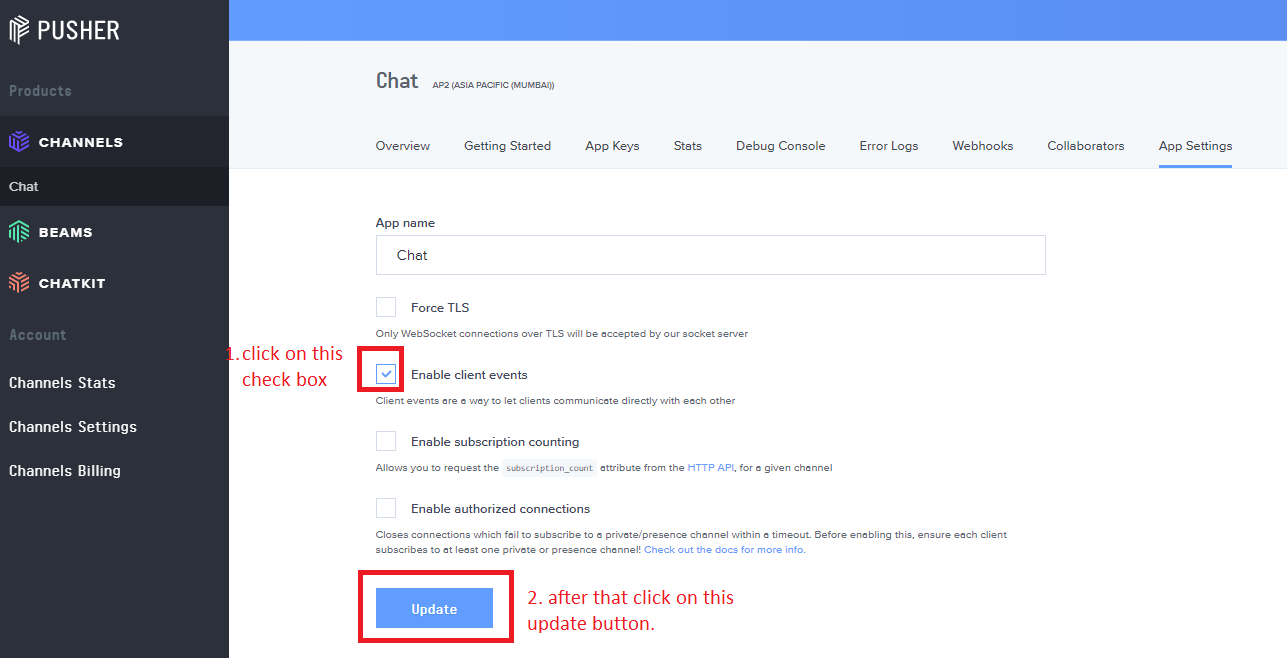 PUSHER
Products
CHANNELS
Chat
BEAMS
CHATKIT
Account
Channels Stats
Channels Settings
Channels Billing
Chat AP2 (ASIA PACIFIC (MUMBAI))
Overview Getting Started App Keys Stats Debug Console Error Logs Webhooks Collaborators App Settings
App name
Chat
Force TLS
Only WebSocket connections over TLS will be accepted by our socket server
1. click on this
check box
Enable client events
Client events are a way to let clients communicate directly with each other
Enable subscription counting
Allows you to request the subscription_count attribute from the HTTP API, for a given channel
Enable authorized connections
Closes connections which fail to subscribe to a private/presence channel within a timeout. Before enabling this, ensure each client
subscribes to at least one private or presence channel! Check out the docs for more info.
Update
2. after that click on this
update button.